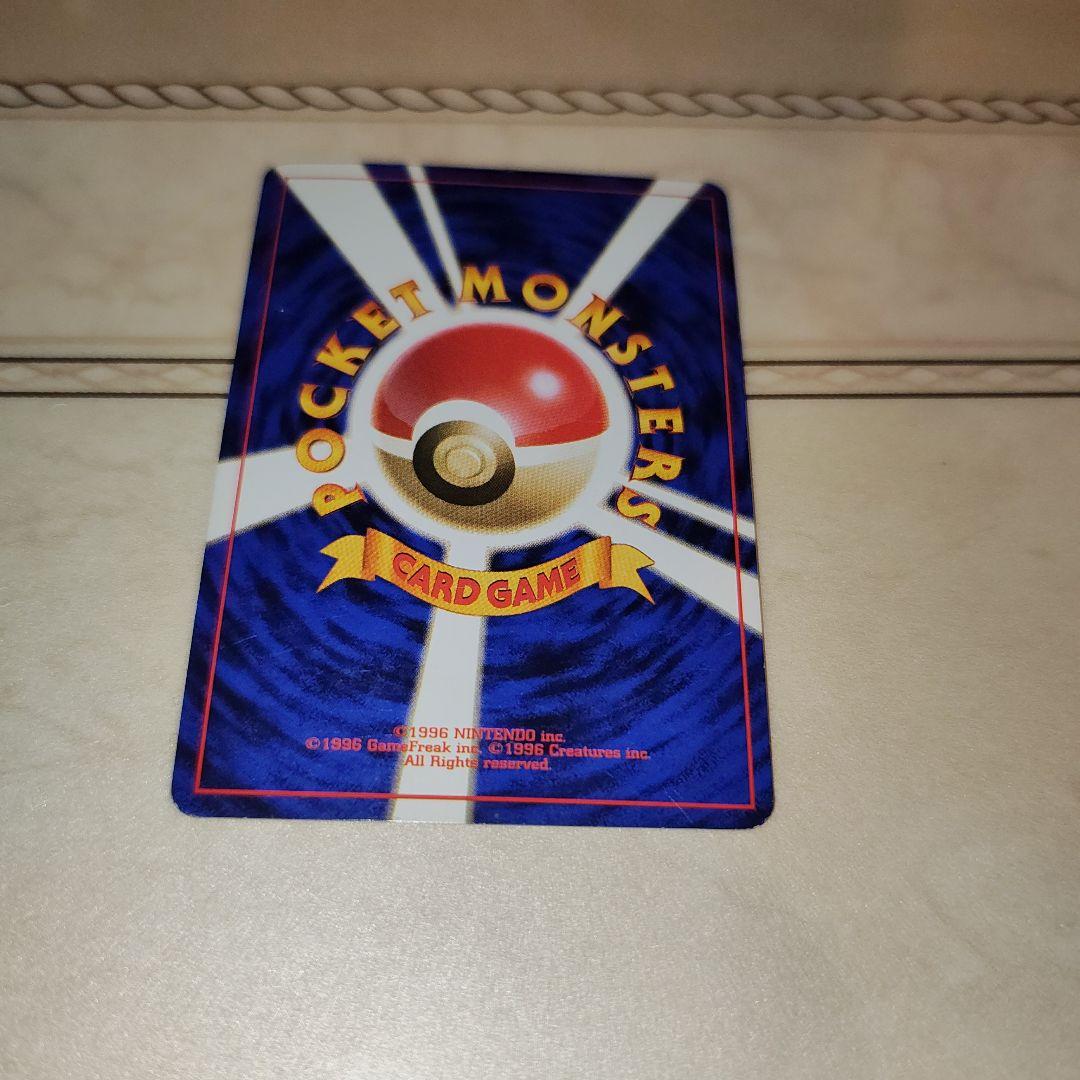 POCKET MONSTERS
CARD GAME
©1996 NINTENDO inc.
©1996 GameFreak inc. ©1996 Creatures inc.
All Rights reserved.